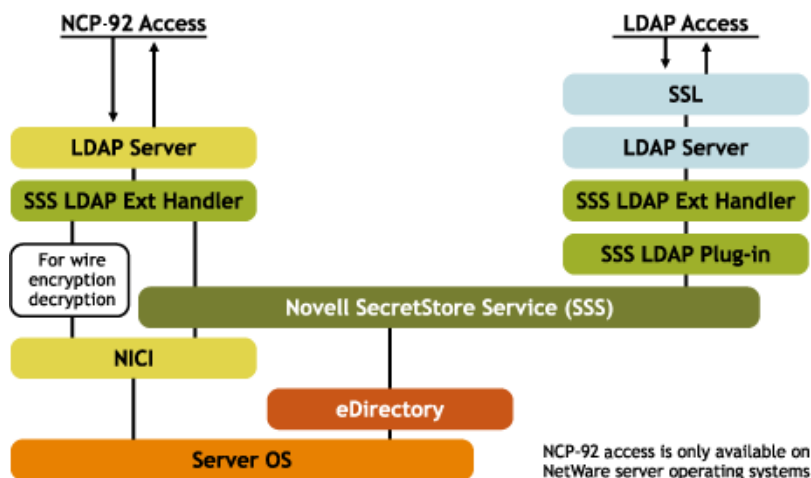 NCP-92 Access
LDAP Access
SSL
LDAP Server
LDAP Server
SSS LDAP Ext Handler
SSS LDAP Ext Handler
For wire
encryption
decryption
SSS LDAP Plug-in
Novell SecretStore Service (SSS)
NICI
eDirectory
Server OS
NCP-92 access is only available on
NetWare server operating systems